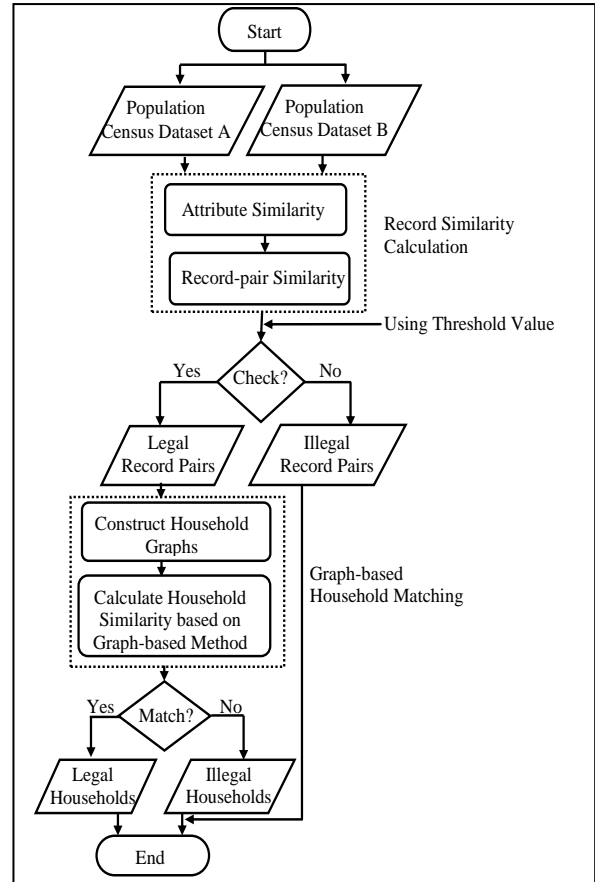 Start
Population
Census Dataset A
Population
Census Dataset B
Attribute Similarity
Record-pair Similarity
Record Similarity
Calculation
Using Threshold Value
Yes
Check?
No
Legal
Record Pairs
Illegal
Record Pairs
Construct Household
Graphs
Calculate Household
Similarity based on
Graph-based Method
Graph-based
Household Matching
Yes
Match?
No
Legal
Households
Illegal
Households
End